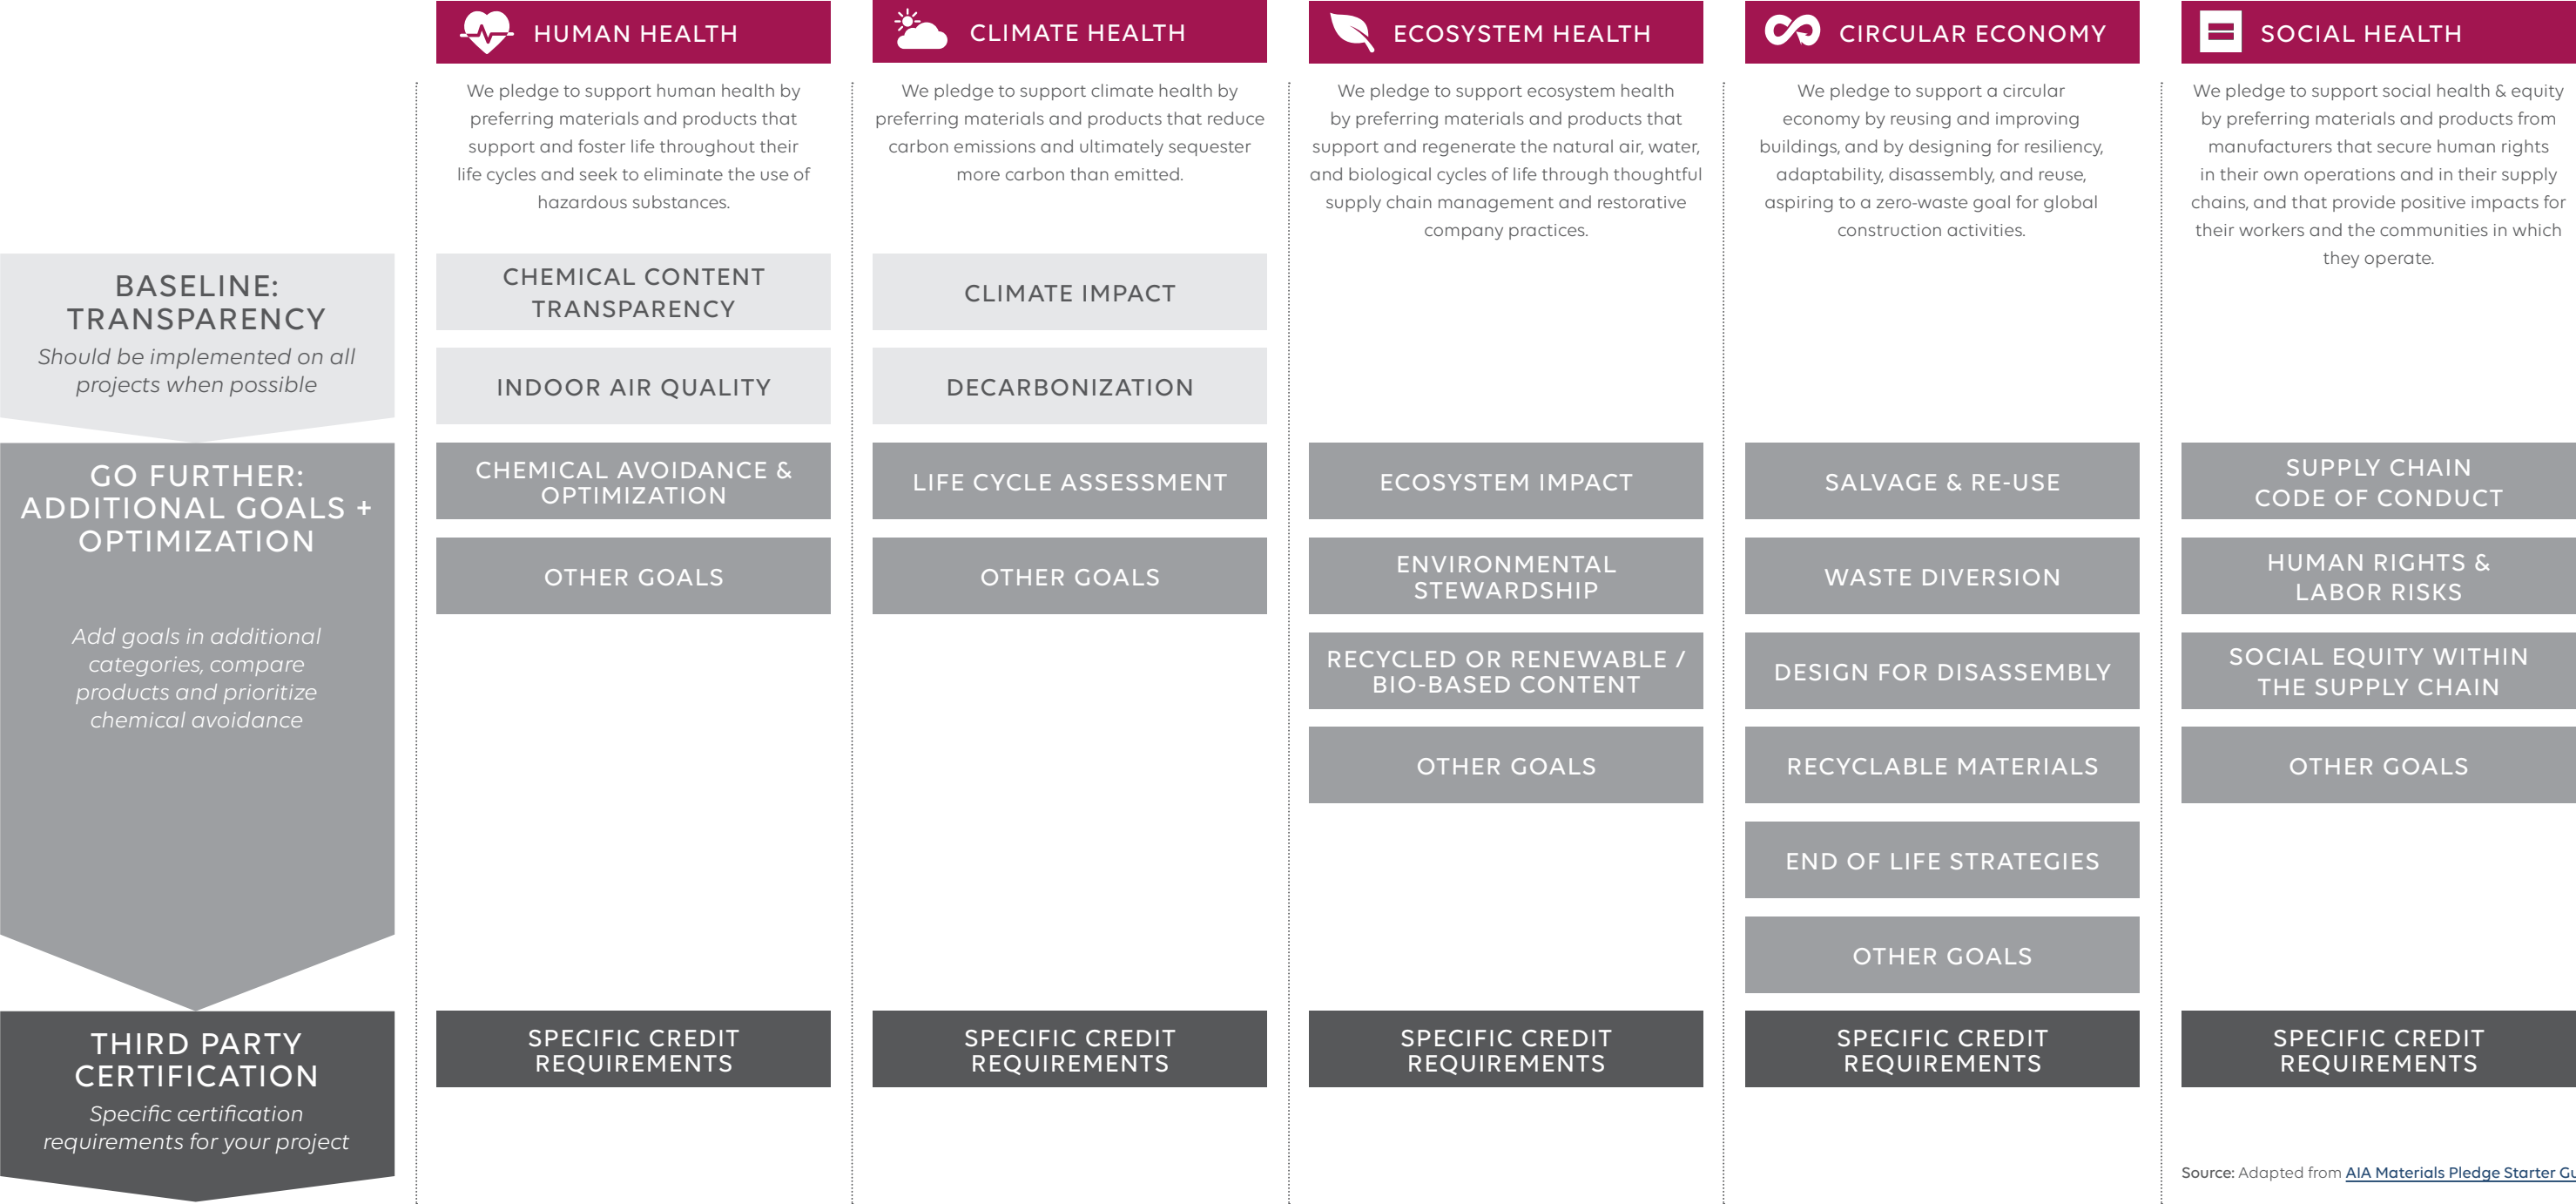 HUMAN HEALTH
We pledge to support human health by
preferring materials and products that
support and foster life throughout their
life cycles and seek to eliminate the use of
hazardous substances.
CLIMATE HEALTH
We pledge to support climate health by
preferring materials and products that reduce
carbon emissions and ultimately sequester
more carbon than emitted.
ECOSYSTEM HEALTH
We pledge to support ecosystem health
by preferring materials and products that
support and regenerate the natural air, water,
and biological cycles of life through thoughtful
supply chain management and restorative
company practices.
CIRCULAR ECONOMY
We pledge to support a circular
economy by reusing and improving
buildings, and by designing for resiliency,
adaptability, disassembly, and reuse,
aspiring to a zero-waste goal for global
construction activities.
SOCIAL HEALTH
We pledge to support social health & equity
by preferring materials and products from
manufacturers that secure human rights
in their own operations and in their supply
chains, and that provide positive impacts for
their workers and the communities in which
they operate.
BASELINE:
TRANSPARENCY
Should be implemented on all
projects when possible
CHEMICAL CONTENT
TRANSPARENCY
INDOOR AIR QUALITY
CLIMATE IMPACT
DECARBONIZATION
GO FURTHER:
ADDITIONAL GOALS +
OPTIMIZATION
Add goals in additional
categories, compare
products and prioritize
chemical avoidance
CHEMICAL AVOIDANCE &
OPTIMIZATION
OTHER GOALS
LIFE CYCLE ASSESSMENT
OTHER GOALS
ECOSYSTEM IMPACT
ENVIRONMENTAL
STEWARDSHIP
RECYCLED OR RENEWABLE /
BIO-BASED CONTENT
OTHER GOALS
SALVAGE & RE-USE
WASTE DIVERSION
DESIGN FOR DISASSEMBLY
RECYCLABLE MATERIALS
END OF LIFE STRATEGIES
OTHER GOALS
SUPPLY CHAIN
CODE OF CONDUCT
HUMAN RIGHTS &
LABOR RISKS
SOCIAL EQUITY WITHIN
THE SUPPLY CHAIN
OTHER GOALS
THIRD PARTY
CERTIFICATION
Specific certification
requirements for your project
SPECIFIC CREDIT
REQUIREMENTS
SPECIFIC CREDIT
REQUIREMENTS
SPECIFIC CREDIT
REQUIREMENTS
SPECIFIC CREDIT
REQUIREMENTS
SPECIFIC CREDIT
REQUIREMENTS
Source: Adapted from AIA Materials Pledge Starter